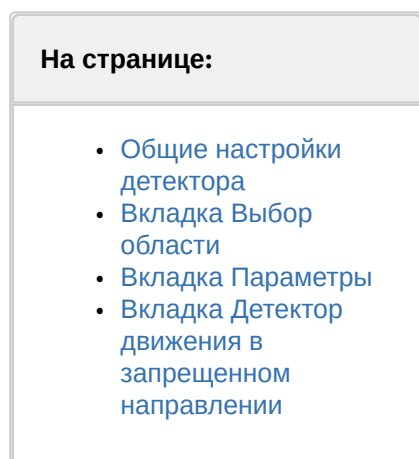 На странице:
• Общие настройки
детектора
• Вкладка Выбор
области
• Вкладка Параметры
• Вкладка Детектор
движения в
запрещенном
направлении